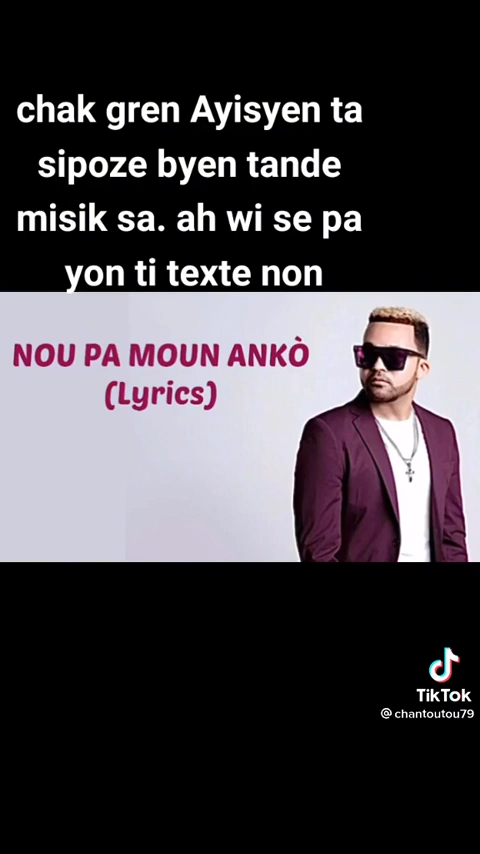 chak gren Ayisyen ta
sipoze byen tande
misik sa. ah wi se pa
yon ti texte non
NOU PA MOUN ANKÒ
(Lyrics)
TikTok
@chantoutou79